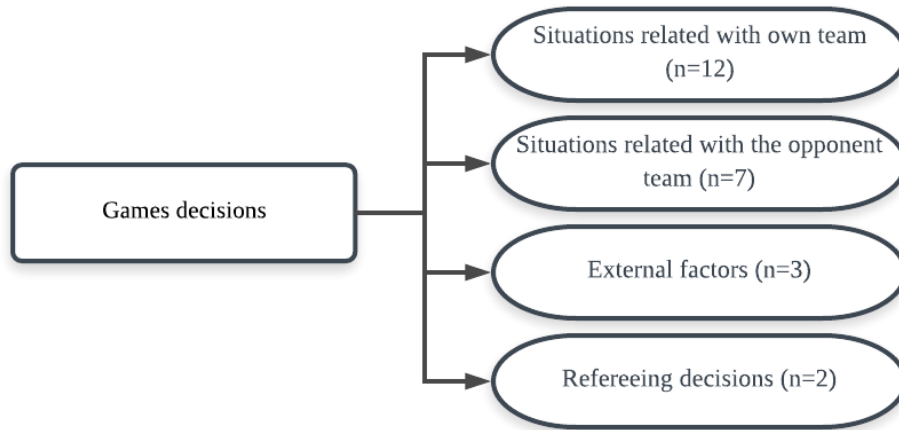 Situations related with own team
(n=12)
Situations related with the opponent
team (n=7)
Games decisions
External factors (n=3)
Refereeing decisions (n=2)